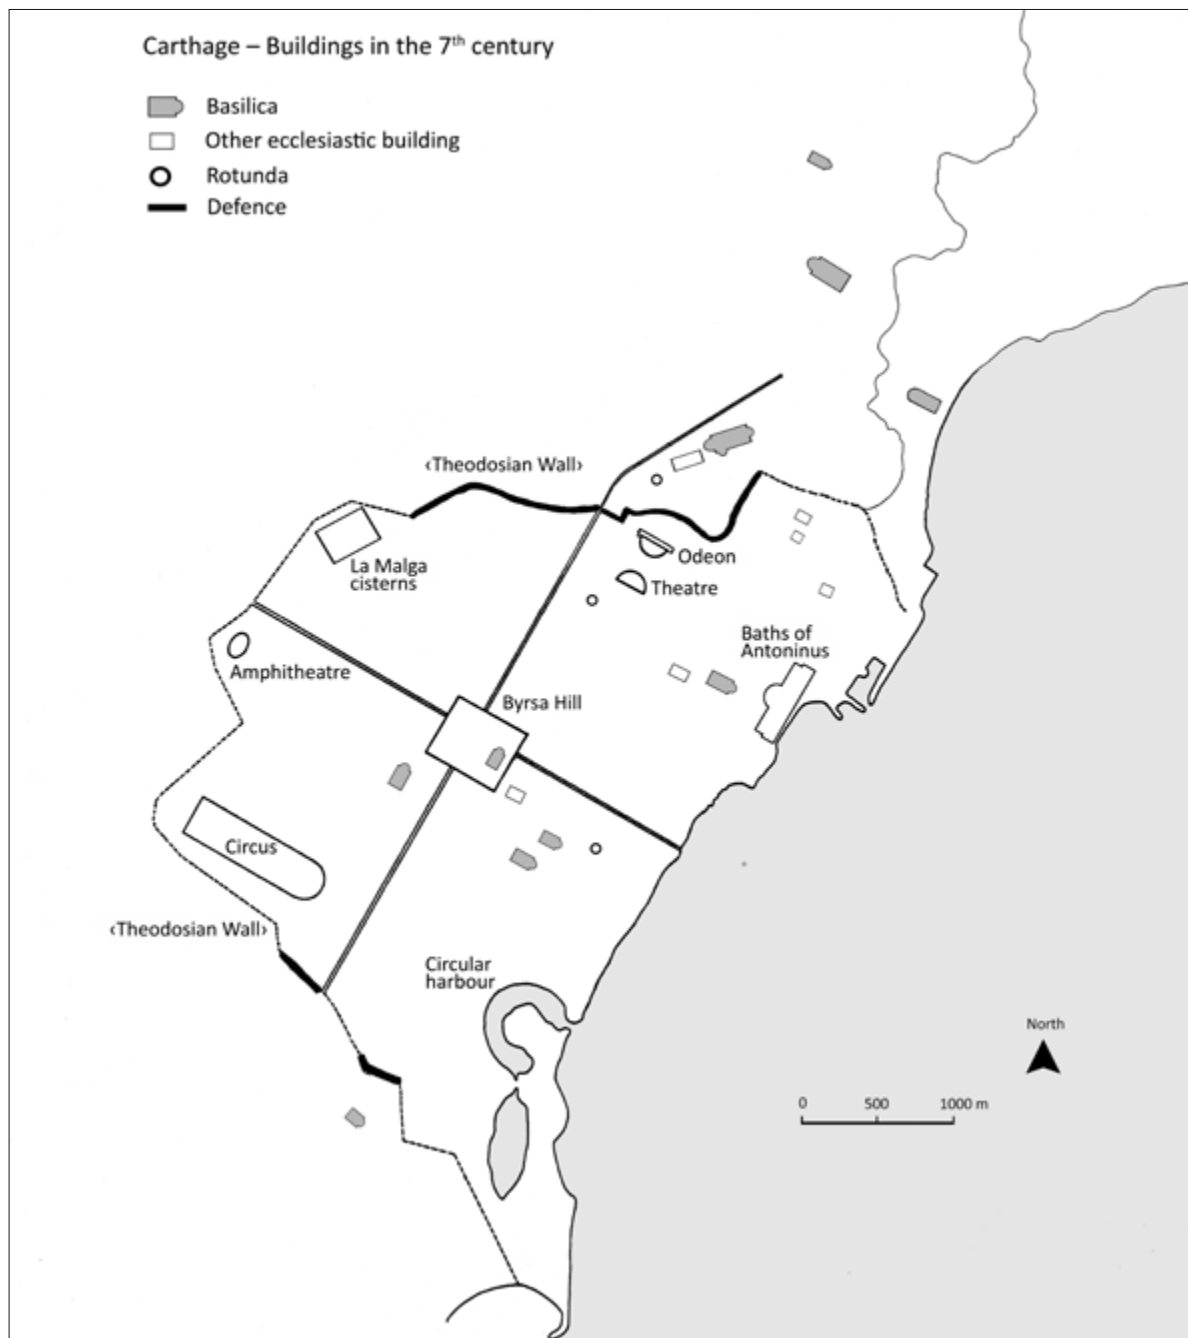 Carthage – Buildings in the 7th century
Basilica
Other ecclesiastic building
Rotunda
Defence
‹Theodosian Wall›
Odeon
La Malga
cisterns
Theatre
Baths of
Antoninus
Amphitheatre
Byrsa Hill
Circus
‹Theodosian Wall›
Circular
harbour
North
0 500 1000 m